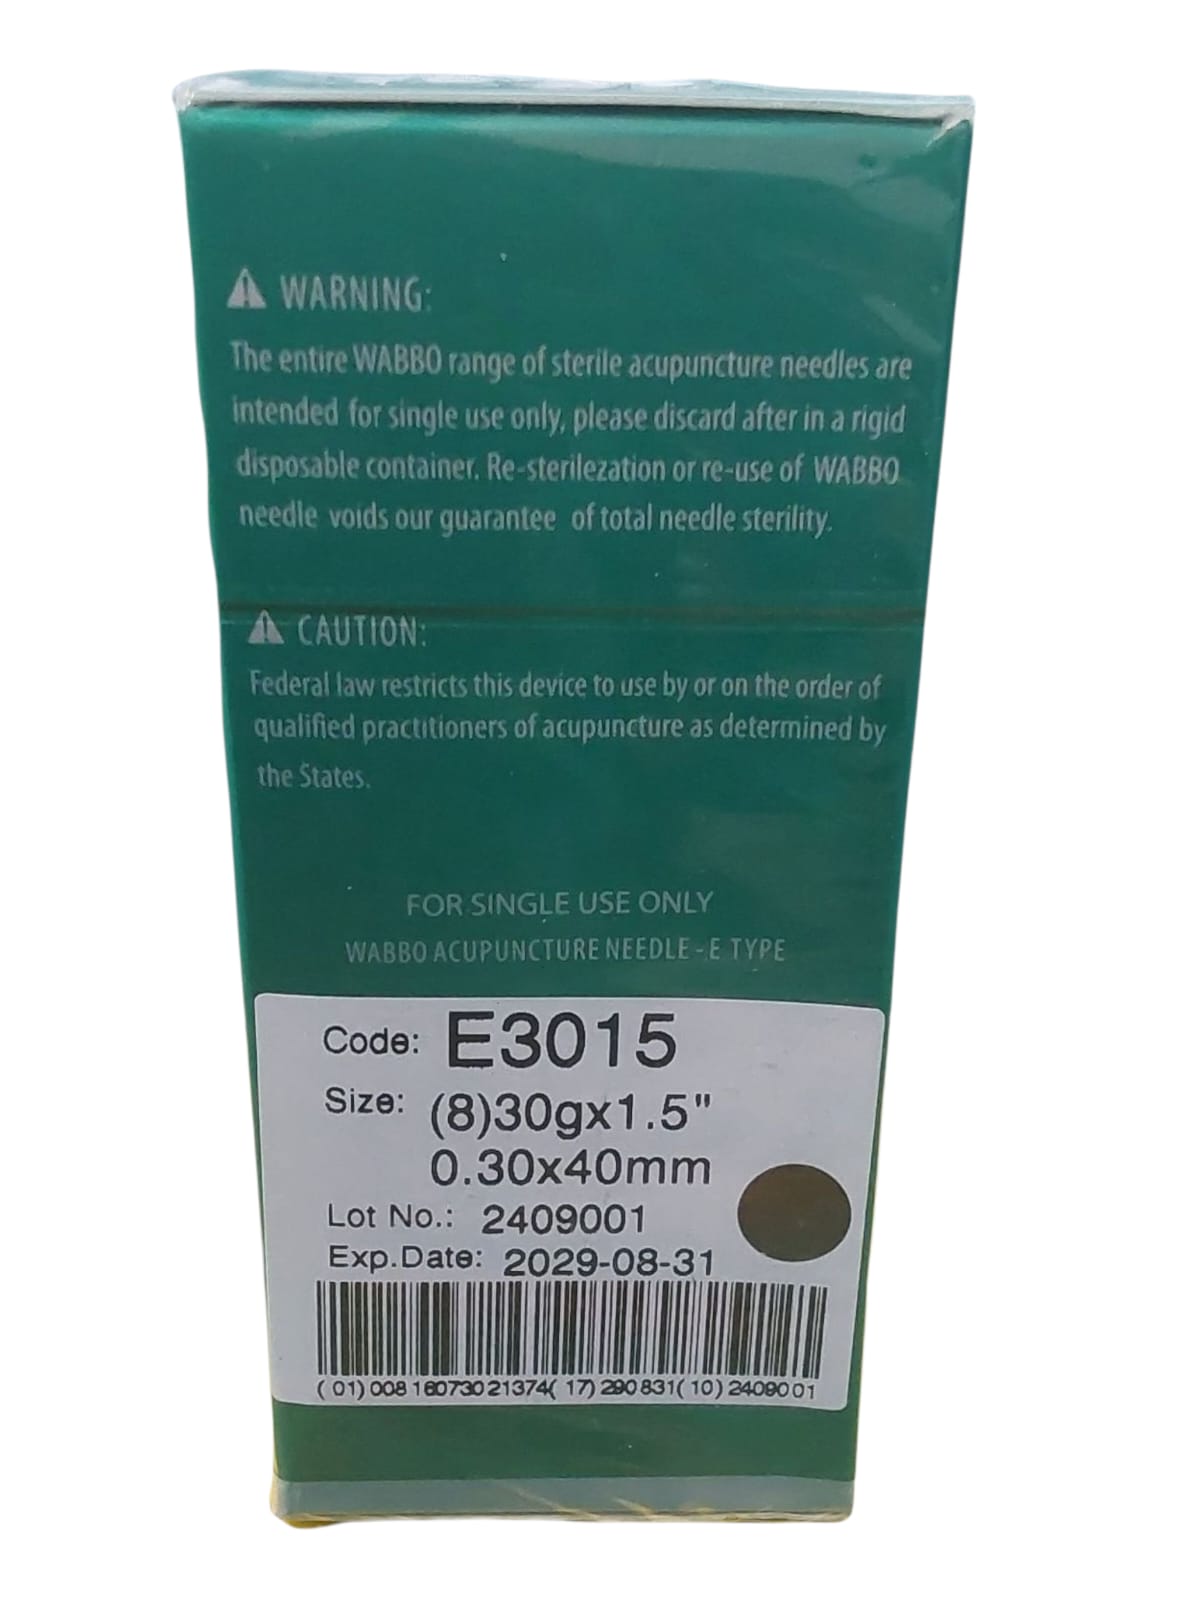 WARNING:
The entire WABBO range of sterile acupuncture needles are
intended for single use only, please discard after in a rigid
disposable container. Re-sterilezation or re-use of WABBO
needle voids our guarantee of total needle sterility.
CAUTION:
Federal law restricts this device to use by or on the order of
qualified practitioners of acupuncture as determined by
the States.
FOR SINGLE USE ONLY
WABBO ACUPUNCTURE NEEDLE - E TYPE
Code: E3015
Size: (8)30gx1.5"
0.30x40mm
Lot No.: 2409001
Exp.Date: 2029-08-31
(01)00816073021374(17)290831(10)2409001